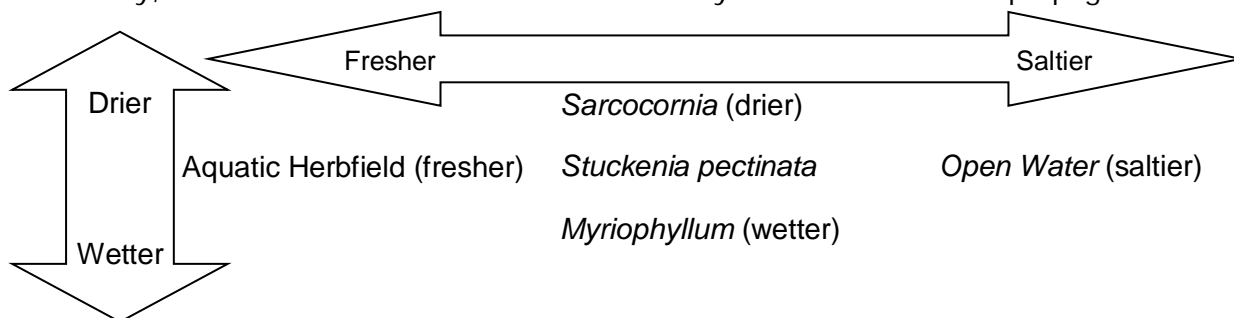 Fresher Saltier
Drier Sarcocornia (drier)
Aquatic Herbfield (fresher) Stuckenia pectinata Open Water (saltier)
Myriophyllum (wetter)
Wetter